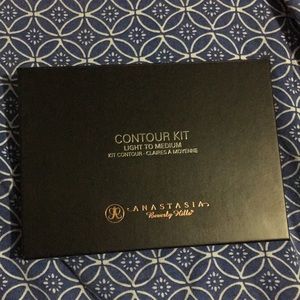 CONTOUR KIT
LIGHT TO MEDIUM
KIT CONTOUR - CLAIRES À MOYENNE
ANASTASIA
Beverly Hills